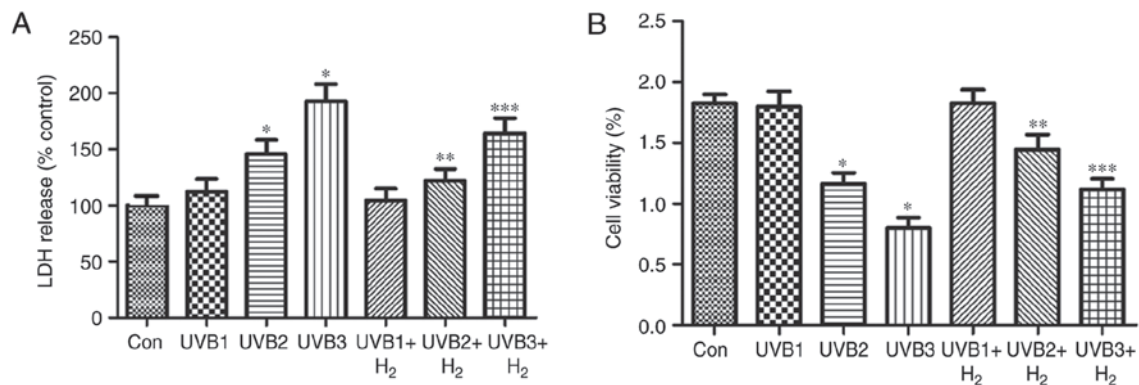 A
LDH release (% control)
250
200
150
100
50
0
*
*
**
***
Con UVB1 UVB2 UVB3 UVB1+ UVB2+ UVB3+
H₂ H₂ H₂
B
Cell viability (%)
2.5
2.0
1.5
1.0
0.5
0.0
*
*
**
***
Con UVB1 UVB2 UVB3 UVB1+ UVB2+ UVB3+
H₂ H₂ H₂